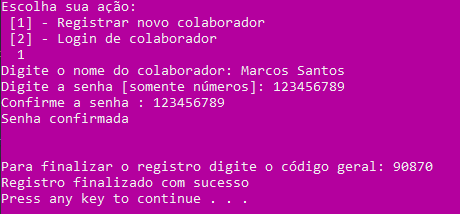 Escolha sua ação:
[1] - Registrar novo colaborador
[2] - Login de colaborador
1
Digite o nome do colaborador: Marcos Santos
Digite a senha [somente números]: 123456789
Confirme a senha : 123456789
Senha confirmada
Para finalizar o registro digite o código geral: 90870
Registro finalizado com sucesso
Press any key to continue . . .